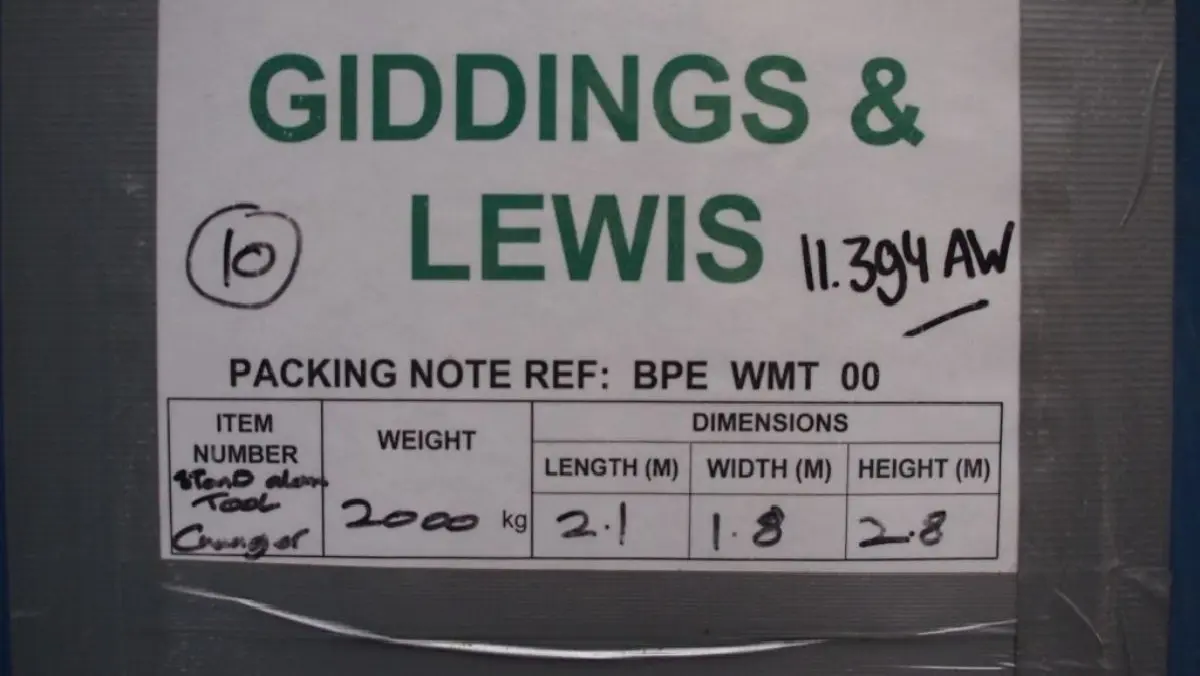 GIDDINGS &
LEWIS
10
11.394 AW
PACKING NOTE REF: BPE WMT 00
ITEM NUMBER
WEIGHT
DIMENSIONS
LENGTH (M)
WIDTH (M)
HEIGHT (M)
Stand alone
Tool
Changer
2000 kg
2.1
1.8
2.8